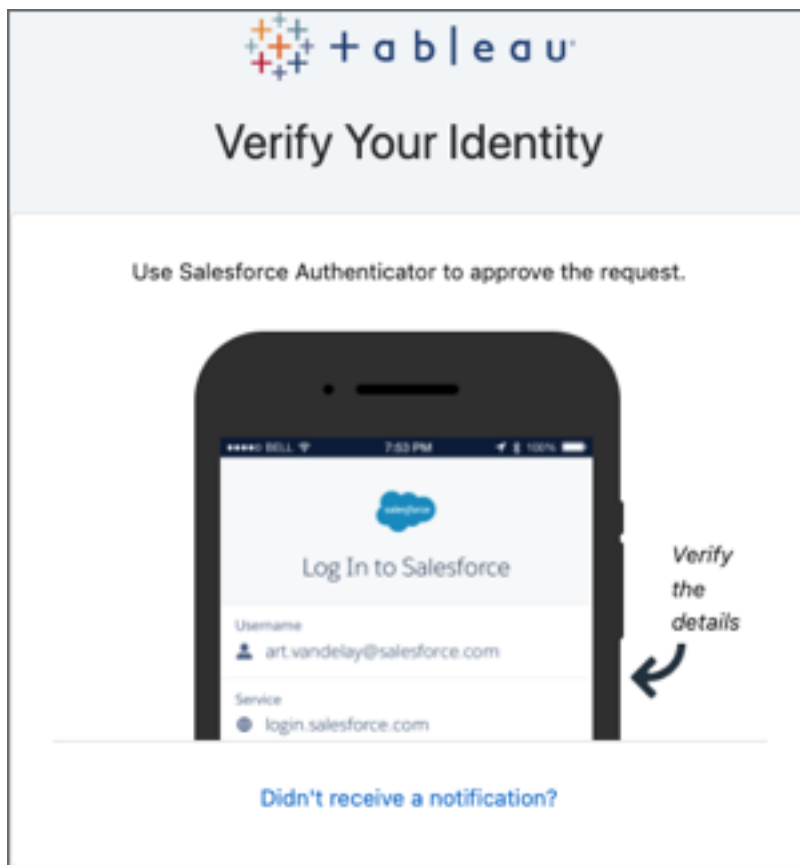 +ableau
Verify Your Identity
Use Salesforce Authenticator to approve the request.
BELL 7:53 PM 100%
salesforce
Log In to Salesforce
Username
art.vandelay@salesforce.com
Service
login.salesforce.com
Verify
the
details
Didn't receive a notification?